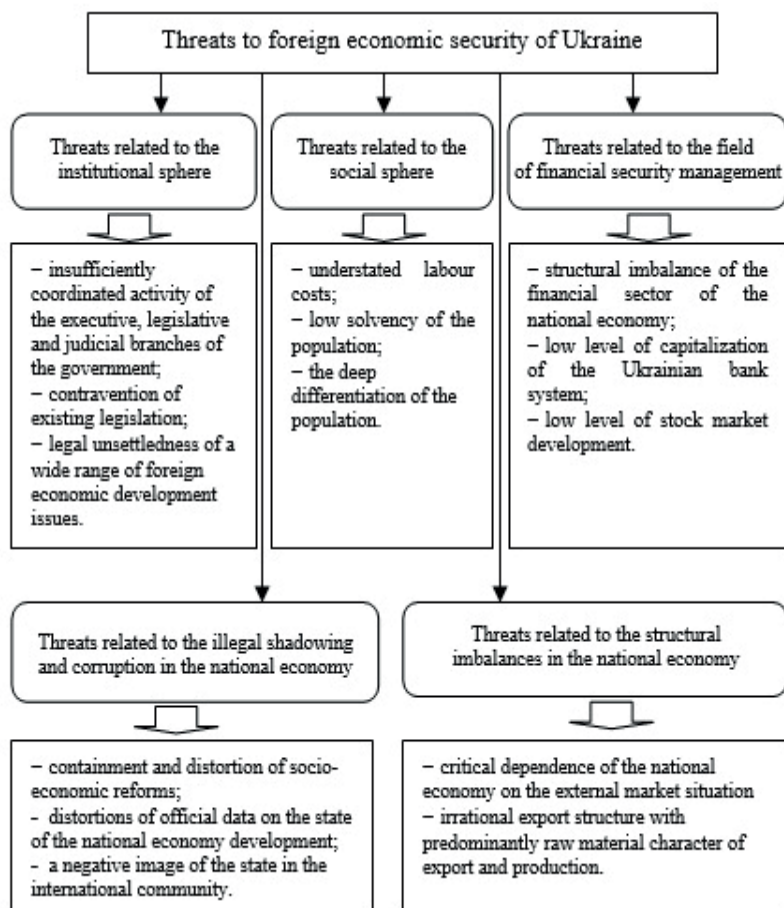 Threats to foreign economic security of Ukraine
Threats related to the
institutional sphere
Threats related to the
social sphere
Threats related to the field
of financial security management
– insufficiently
coordinated activity of
the executive, legislative
and judicial branches of
the government;
– contravention of
existing legislation;
– legal unsettledness of a
wide range of foreign
economic development
issues.
– understated labour
costs;
– low solvency of the
population;
– the deep
differentiation of the
population.
– structural imbalance of the
financial sector of the
national economy;
– low level of capitalization
of the Ukrainian bank
system;
– low level of stock market
development.
Threats related to the illegal shadowing
and corruption in the national economy
Threats related to the structural
imbalances in the national economy
– containment and distortion of socio-
economic reforms;
- distortions of official data on the state
of the national economy development;
- a negative image of the state in the
international community.
– critical dependence of the national
economy on the external market situation
– irrational export structure with
predominantly raw material character of
export and production.